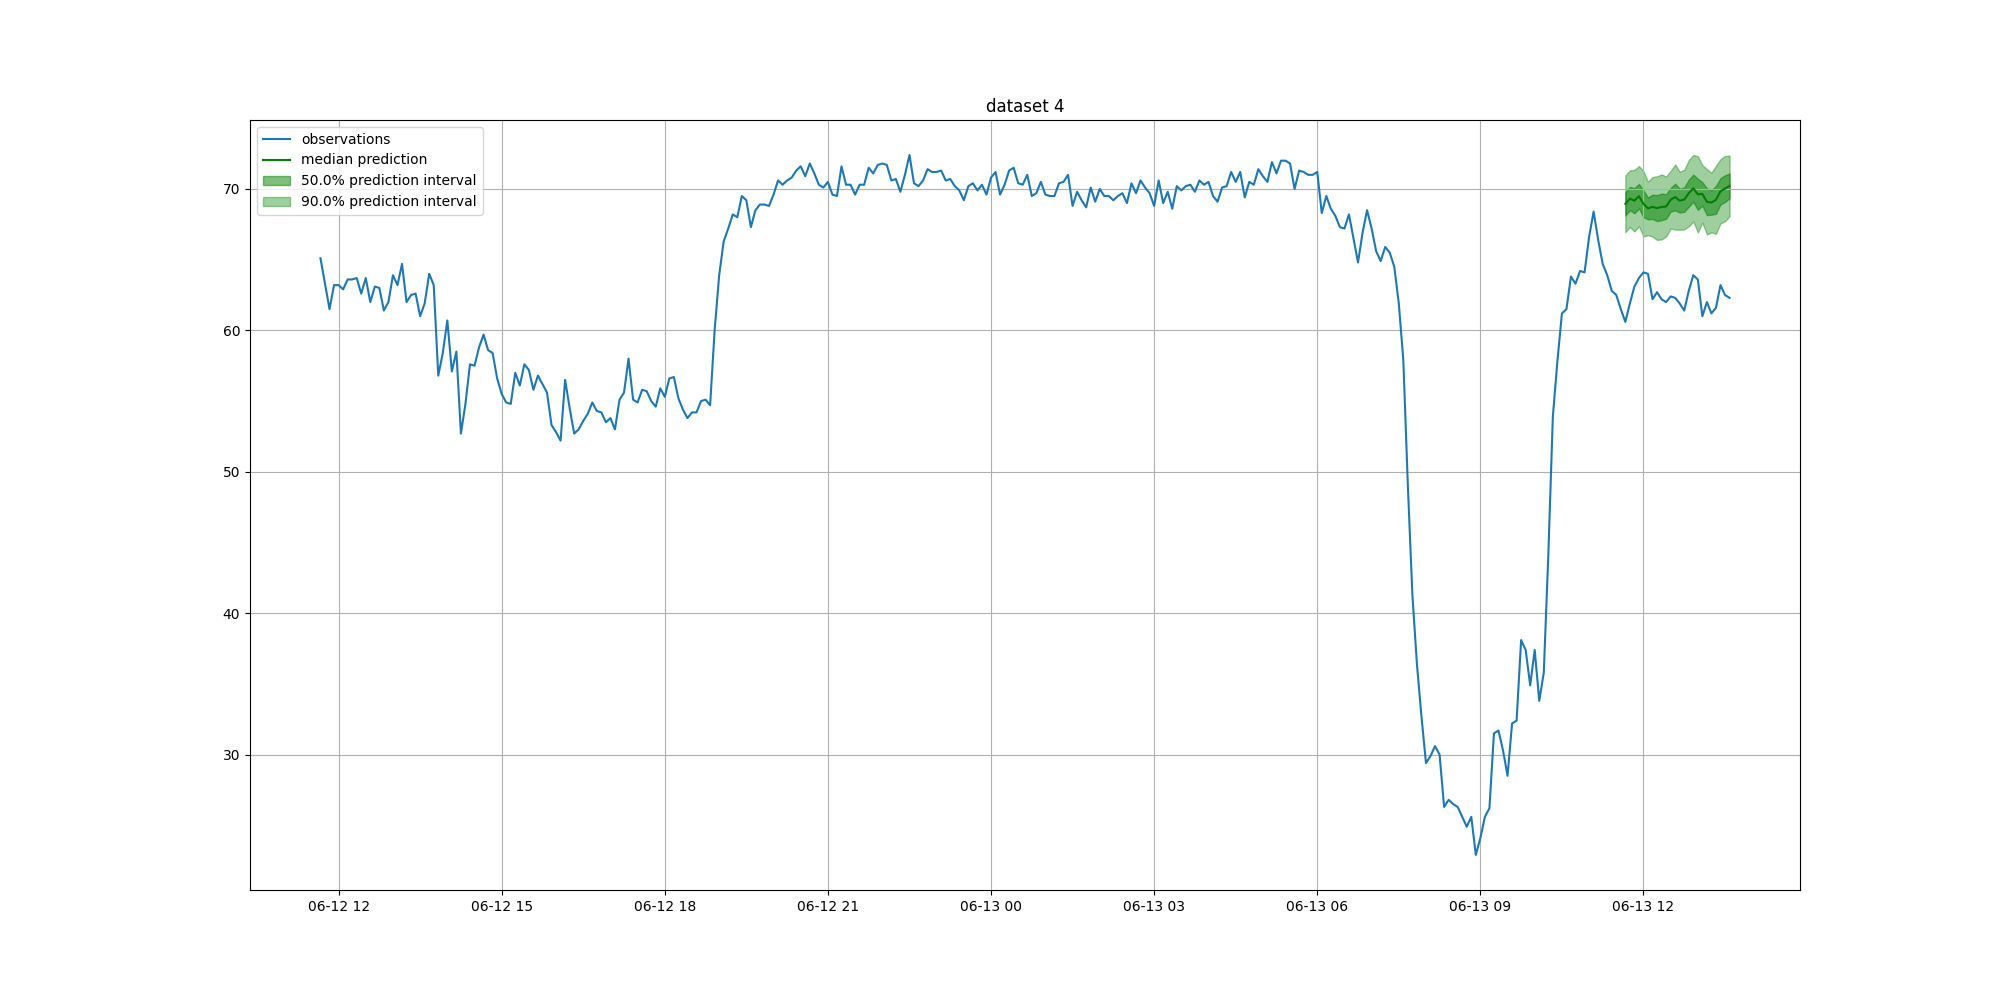 dataset 4
observations
median prediction
50.0% prediction interval
90.0% prediction interval
70
60
50
40
30
06-12 12
06-12 15
06-12 18
06-12 21
06-13 00
06-13 03
06-13 06
06-13 09
06-13 12